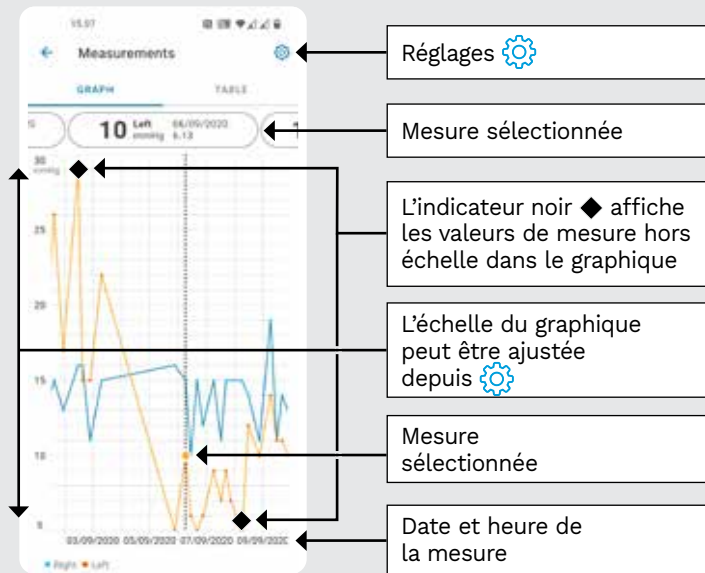 15.57
Measurements
GRAPH TABLE
10 Left 06/09/2020
mmHg 6.13
30
mmHg
25
20
15
10
5
03/09/2020 05/09/2020 07/09/2020 09/09/2020
Right Left
Réglages
Mesure sélectionnée
L'indicateur noir ◆ affiche
les valeurs de mesure hors
échelle dans le graphique
L'échelle du graphique
peut être ajustée
depuis
Mesure
sélectionnée
Date et heure de
la mesure